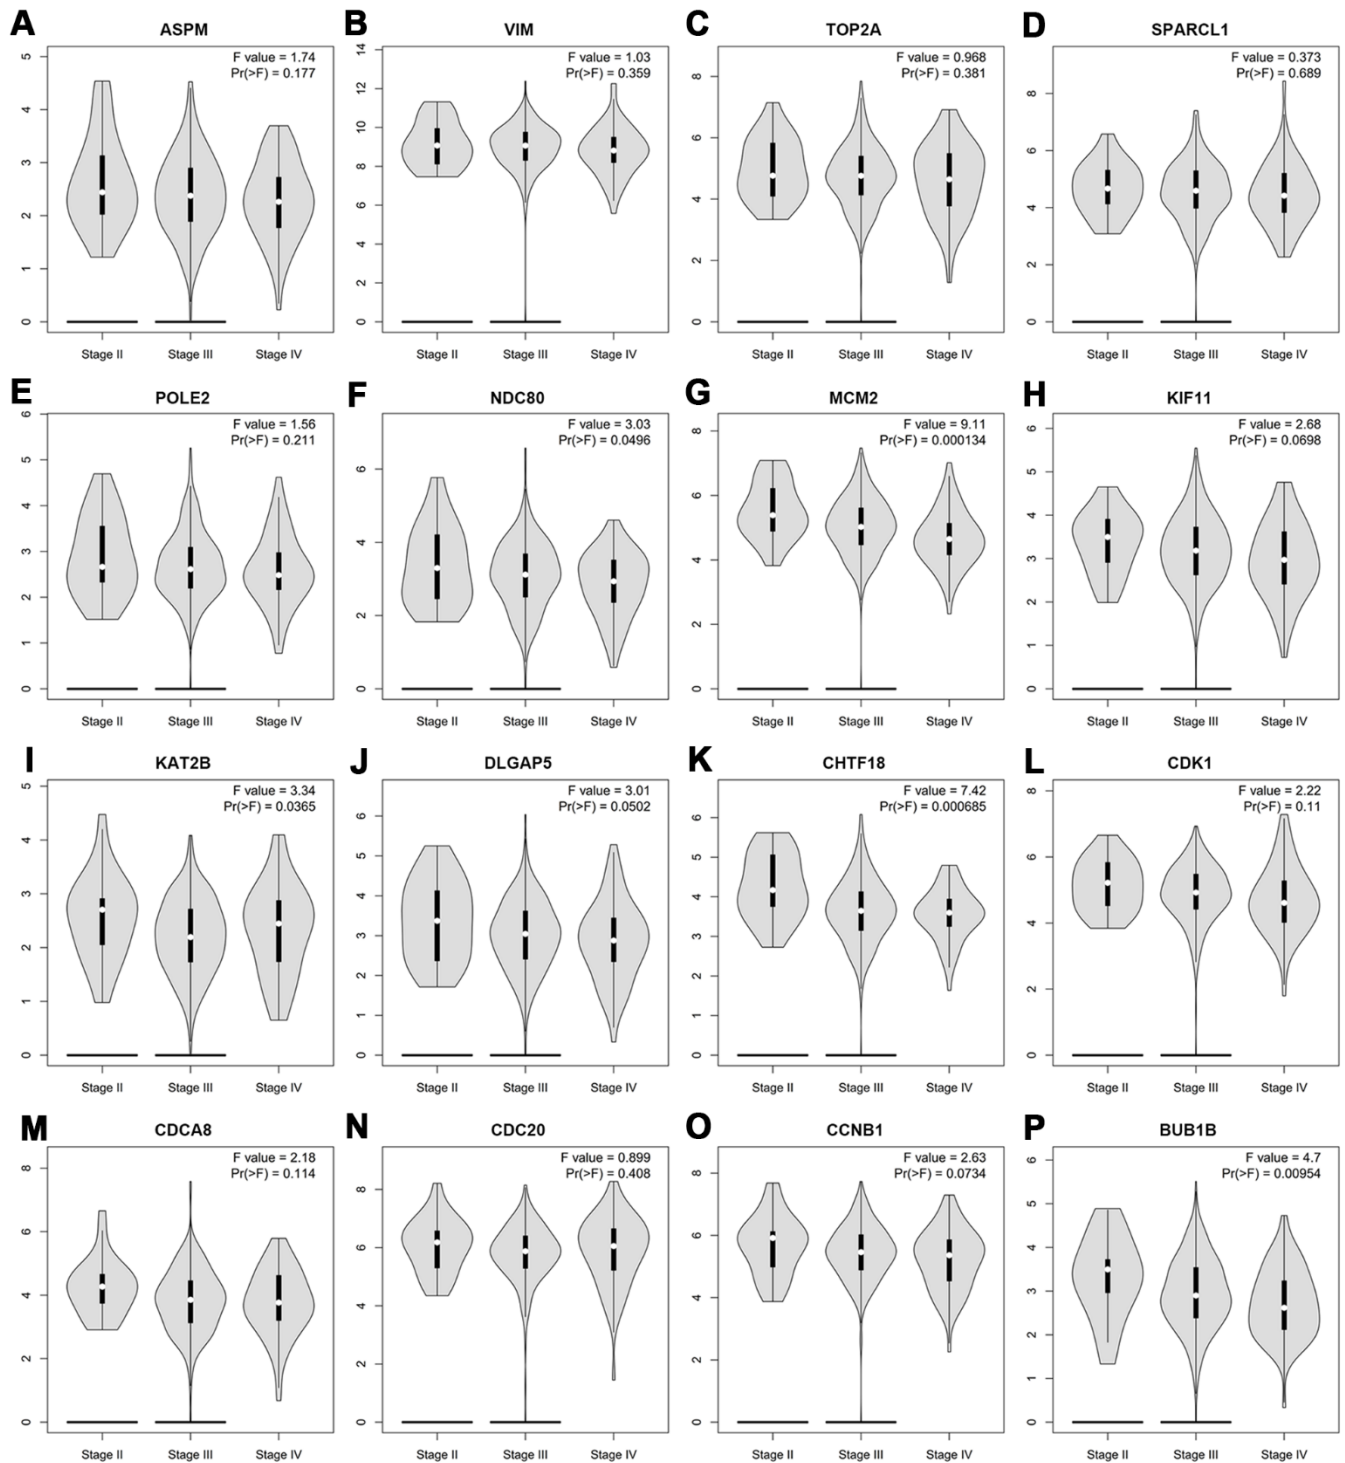 A
ASPM
F value = 1.74
Pr(>F) = 0.177
5
4
3
2
1
0
Stage II Stage III Stage IV
B
VIM
F value = 1.03
Pr(>F) = 0.359
14
12
10
8
6
4
2
0
Stage II Stage III Stage IV
C
TOP2A
F value = 0.968
Pr(>F) = 0.381
8
6
4
2
0
Stage II Stage III Stage IV
D
SPARCL1
F value = 0.373
Pr(>F) = 0.689
8
6
4
2
0
Stage II Stage III Stage IV
E
POLE2
F value = 1.56
Pr(>F) = 0.211
6
5
4
3
2
1
0
Stage II Stage III Stage IV
F
NDC80
F value = 3.03
Pr(>F) = 0.0496
6
4
2
0
Stage II Stage III Stage IV
G
MCM2
F value = 9.11
Pr(>F) = 0.000134
8
6
4
2
0
Stage II Stage III Stage IV
H
KIF11
F value = 2.68
Pr(>F) = 0.0698
6
5
4
3
2
1
0
Stage II Stage III Stage IV
I
KAT2B
F value = 3.34
Pr(>F) = 0.0365
5
4
3
2
1
0
Stage II Stage III Stage IV
J
DLGAP5
F value = 3.01
Pr(>F) = 0.0502
6
5
4
3
2
1
0
Stage II Stage III Stage IV
K
CHTF18
F value = 7.42
Pr(>F) = 0.000685
6
5
4
3
2
1
0
Stage II Stage III Stage IV
L
CDK1
F value = 2.22
Pr(>F) = 0.11
8
6
4
2
0
Stage II Stage III Stage IV
M
CDCA8
F value = 2.18
Pr(>F) = 0.114
8
6
4
2
0
Stage II Stage III Stage IV
N
CDC20
F value = 0.899
Pr(>F) = 0.408
8
6
4
2
0
Stage II Stage III Stage IV
O
CCNB1
F value = 2.63
Pr(>F) = 0.0734
8
6
4
2
0
Stage II Stage III Stage IV
P
BUB1B
F value = 4.7
Pr(>F) = 0.00954
6
5
4
3
2
1
0
Stage II Stage III Stage IV